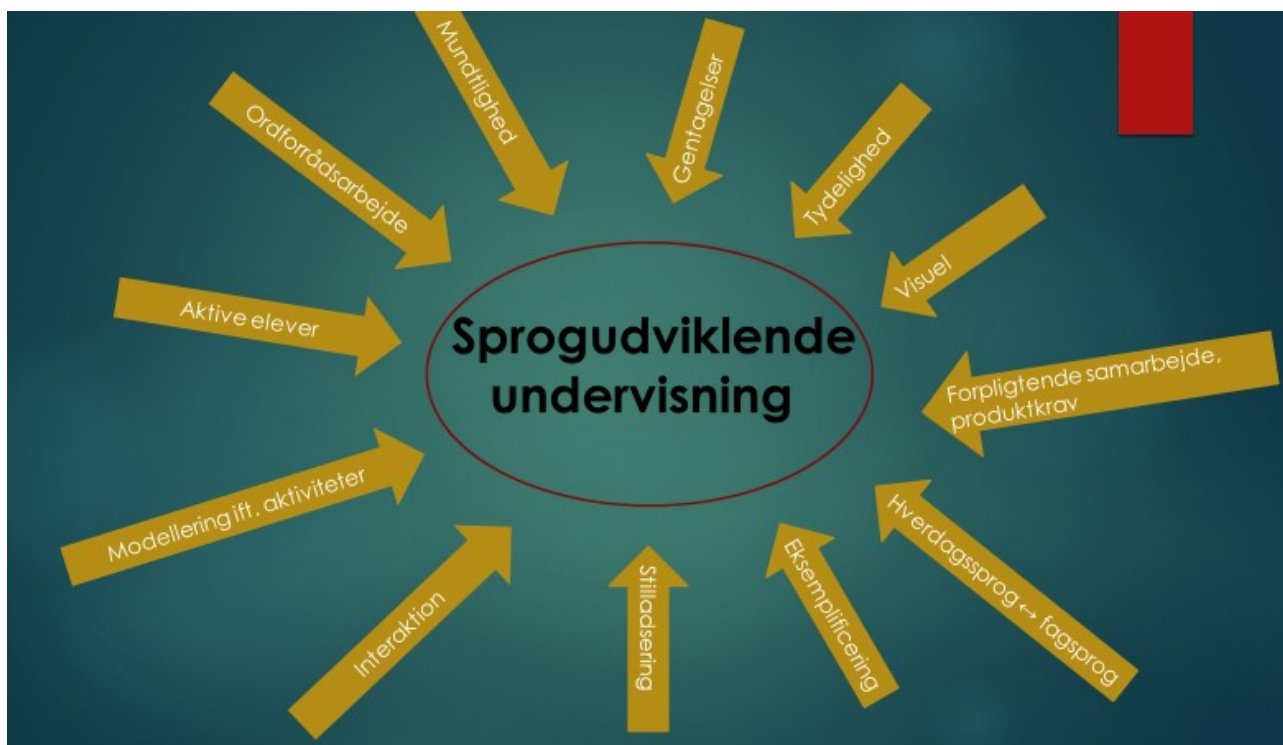 Mundtlighed
Gentagelser
Tydelighed
Ordforrådsarbejde
Visuel
Aktive elever
Sprogudviklende
undervisning
Forpligtende samarbejde,
produktkrav
Modellering ift. aktiviteter
Hverdagssprog ↔ fagsprog
Interaktion
Stilladsering
Eksemplificering